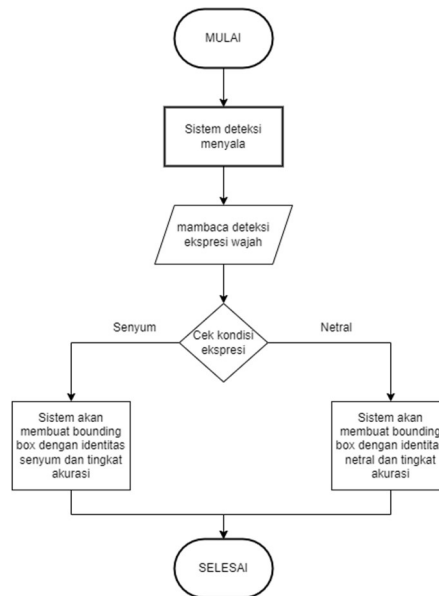 MULAI
Sistem deteksi
menyala
mambaca deteksi
ekspresi wajah
Senyum
Cek kondisi
ekspresi
Netral
Sistem akan
membuat bounding
box dengan identitas
senyum dan tingkat
akurasi
Sistem akan
membuat bounding
box dengan identitas
netral dan tingkat
akurasi
SELESAI